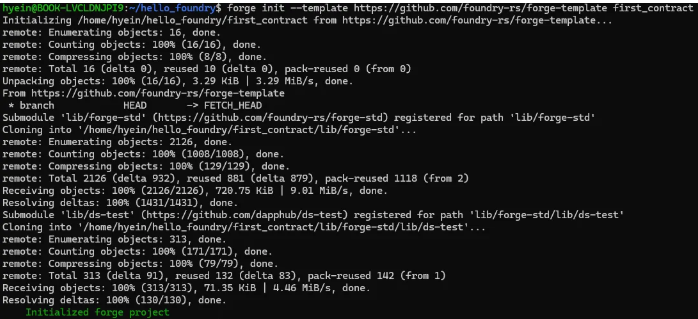 hyein@BOOK-LVCLDNJPI9:~/hello_foundry$ forge init --template https://github.com/foundry-rs/forge-template first_contract
Initializing /home/hyein/hello_foundry/first_contract from https://github.com/foundry-rs/forge-template...
remote: Enumerating objects: 16, done.
remote: Counting objects: 100% (16/16), done.
remote: Compressing objects: 100% (8/8), done.
remote: Total 16 (delta 0), reused 10 (delta 0), pack-reused 0 (from 0)
Unpacking objects: 100% (16/16), 3.29 KiB | 3.29 MiB/s, done.
From https://github.com/foundry-rs/forge-template
 * branch            HEAD       -> FETCH_HEAD
Submodule 'lib/forge-std' (https://github.com/foundry-rs/forge-std) registered for path 'lib/forge-std'
Cloning into '/home/hyein/hello_foundry/first_contract/lib/forge-std'...
remote: Enumerating objects: 2126, done.
remote: Counting objects: 100% (1008/1008), done.
remote: Compressing objects: 100% (129/129), done.
remote: Total 2126 (delta 932), reused 881 (delta 879), pack-reused 1118 (from 2)
Receiving objects: 100% (2126/2126), 720.75 KiB | 9.01 MiB/s, done.
Resolving deltas: 100% (1431/1431), done.
Submodule 'lib/ds-test' (https://github.com/dapphub/ds-test) registered for path 'lib/forge-std/lib/ds-test'
Cloning into '/home/hyein/hello_foundry/first_contract/lib/forge-std/lib/ds-test'...
remote: Enumerating objects: 313, done.
remote: Counting objects: 100% (171/171), done.
remote: Compressing objects: 100% (79/79), done.
remote: Total 313 (delta 91), reused 132 (delta 83), pack-reused 142 (from 1)
Receiving objects: 100% (313/313), 71.35 KiB | 4.46 MiB/s, done.
Resolving deltas: 100% (130/130), done.
    Initialized forge project